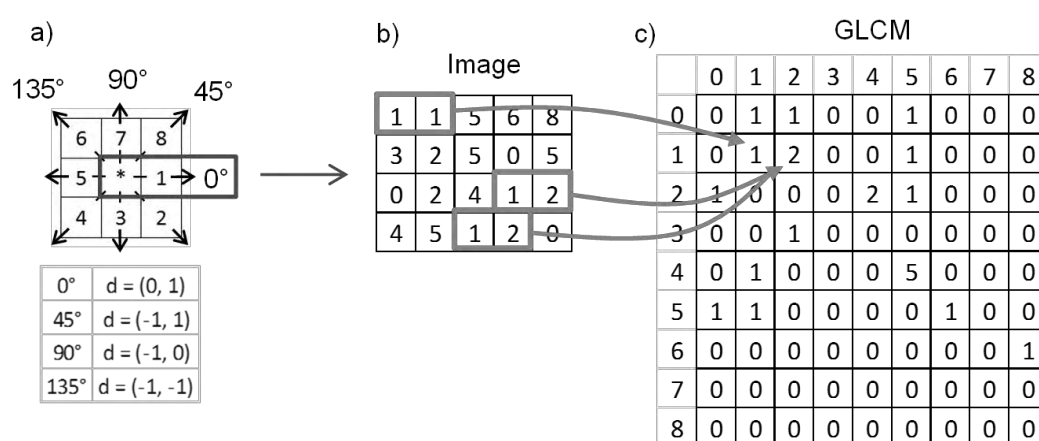 a)
135° 90° 45°
6 7 8
5 * 1 0°
4 3 2
0° d = (0, 1)
45° d = (-1, 1)
90° d = (-1, 0)
135° d = (-1, -1)
b)
Image
1 1 5 6 8
3 2 5 0 5
0 2 4 1 2
4 5 1 2 0
c)
GLCM
0 1 2 3 4 5 6 7 8
0 0 1 1 0 0 1 0 0 0
1 0 1 2 0 0 1 0 0 0
2 1 0 0 0 2 1 0 0 0
3 0 0 1 0 0 0 0 0 0
4 0 1 0 0 0 5 0 0 0
5 1 1 0 0 0 0 1 0 0
6 0 0 0 0 0 0 0 0 1
7 0 0 0 0 0 0 0 0 0
8 0 0 0 0 0 0 0 0 0